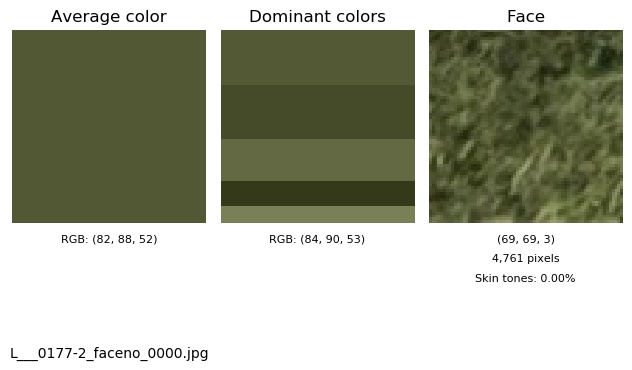 Average color
Dominant colors
Face
RGB: (82, 88, 52)
RGB: (84, 90, 53)
(69, 69, 3)
4,761 pixels
Skin tones: 0.00%
L___0177-2_faceno_0000.jpg